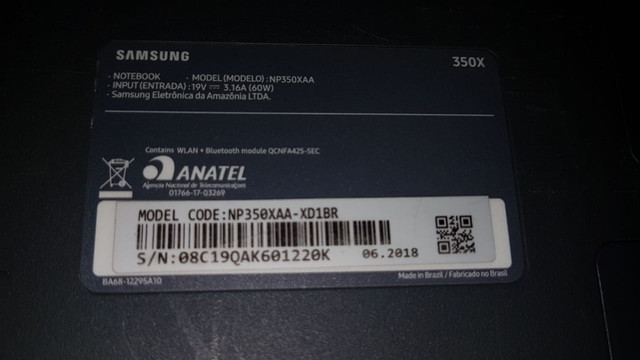 SAMSUNG
350X
· NOTEBOOK · MODEL (MODELO) : NP350XAA
· INPUT (ENTRADA) : 19V ⎓ 3.16A (60W)
· Samsung Eletrônica da Amazônia LTDA.
Contains WLAN + Bluetooth module QCNFA425-SEC
ANATEL
Agência Nacional de Telecomunicações
01766-17-03269
MODEL CODE:NP350XAA-XD1BR
S/N:08C19QAK601220K
06.2018
BA68-12295A10
Made in Brazil / Fabricado no Brasil